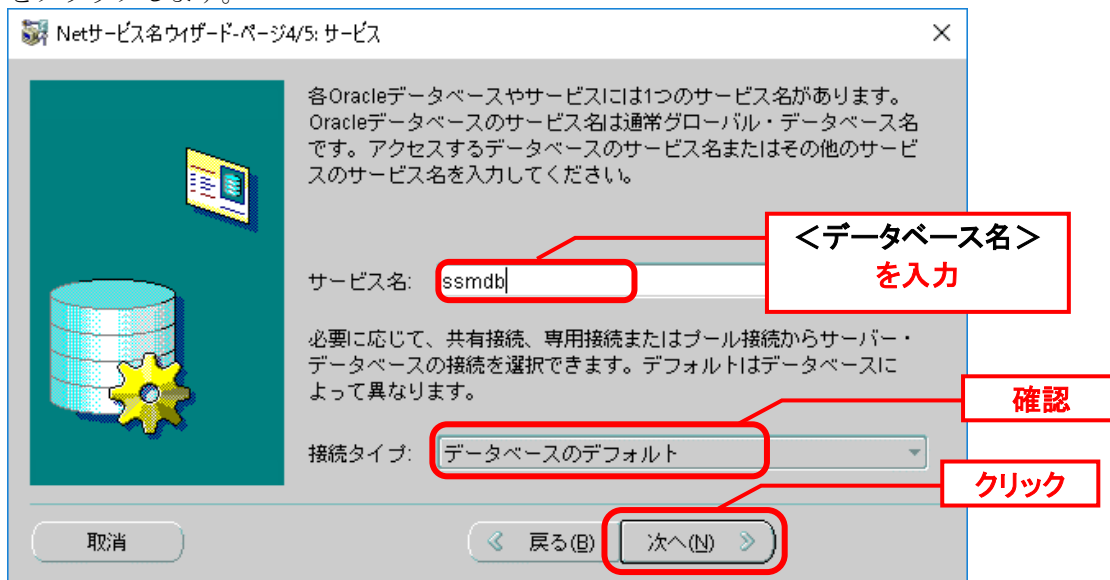 をクリックします。
Netサービス名ウィザード-ページ4/5: サービス
各Oracleデータベースやサービスには1つのサービス名があります。
Oracleデータベースのサービス名は通常グローバル・データベース名
です。アクセスするデータベースのサービス名またはその他のサービ
スのサービス名を入力してください。
＜データベース名＞
を入力
サービス名: ssmdb
必要に応じて、共有接続、専用接続またはプール接続からサーバー・
データベースの接続を選択できます。デフォルトはデータベースに
よって異なります。
確認
接続タイプ: データベースのデフォルト
クリック
取消 戻る(B) 次へ(N)